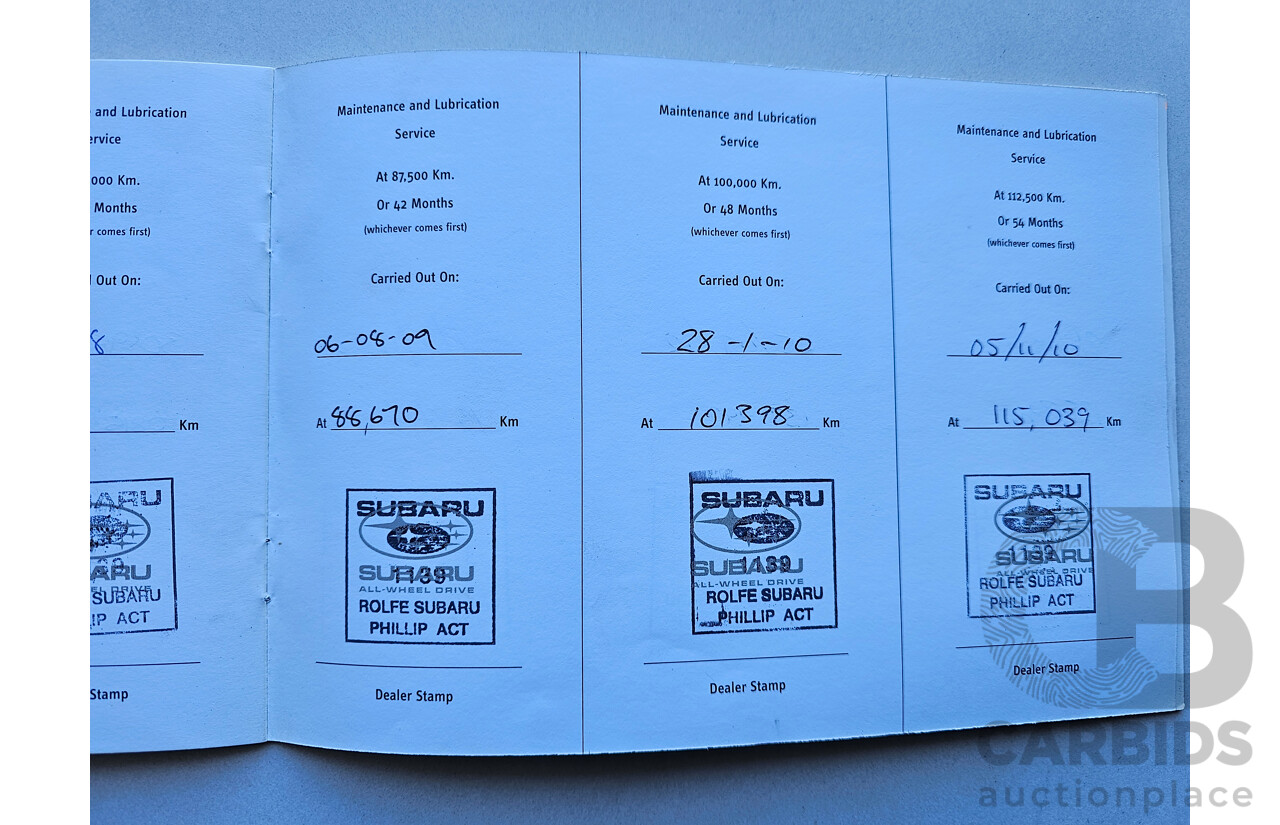 and Lubrication
ervice
000 Km.
Months
r comes first)
Out On:
8
Km
SUBARU
ROLFE SUBARU
PHILLIP ACT
Stamp
Maintenance and Lubrication
Service
At 87,500 Km.
Or 42 Months
(whichever comes first)
Carried Out On:
06-08-09
At 88,670 Km
SUBARU
1139
SUBARU
ALL-WHEEL DRIVE
ROLFE SUBARU
PHILLIP ACT
Dealer Stamp
Maintenance and Lubrication
Service
At 100,000 Km.
Or 48 Months
(whichever comes first)
Carried Out On:
28-1-10
At 101398 Km
SUBARU
1139
SUBARU
ALL-WHEEL DRIVE
ROLFE SUBARU
PHILLIP ACT
Dealer Stamp
Maintenance and Lubrication
Service
At 112,500 Km.
Or 54 Months
(whichever comes first)
Carried Out On:
05/11/10
At 115,039 Km
SUBARU
1139
SUBARU
ALL-WHEEL DRIVE
ROLFE SUBARU
PHILLIP ACT
Dealer Stamp
CARBIDS
auctionplace